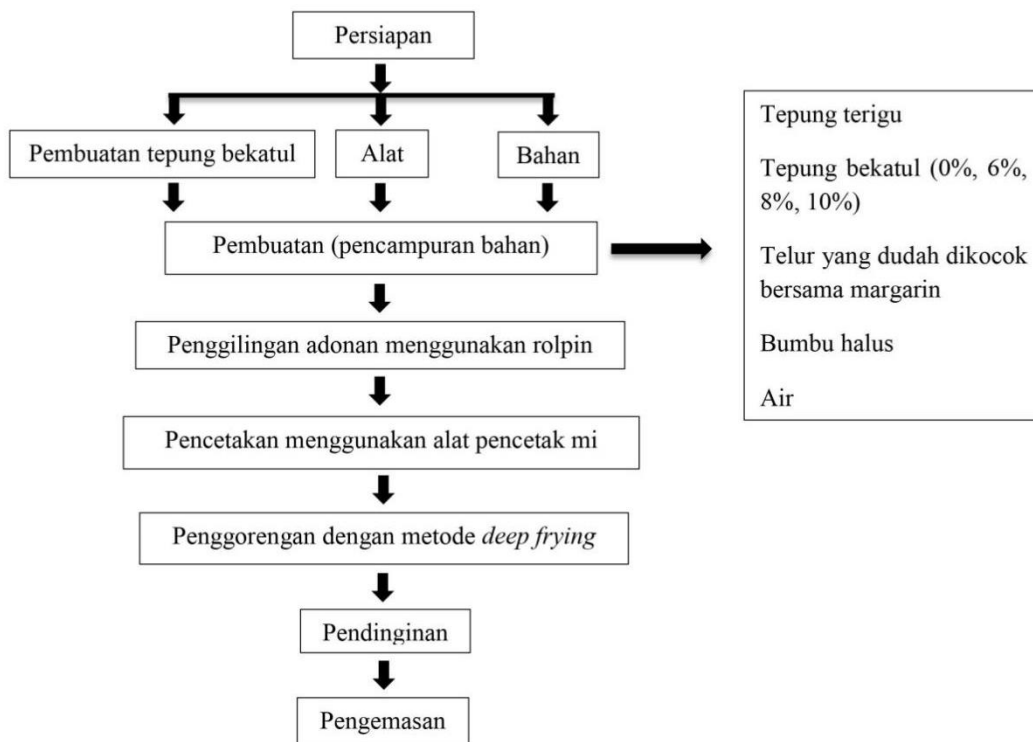 Persiapan
Pembuatan tepung bekatul
Alat
Bahan
Pembuatan (pencampuran bahan)
Tepung terigu
Tepung bekatul (0%, 6%,
8%, 10%)
Telur yang dudah dikocok
bersama margarin
Bumbu halus
Air
Penggilingan adonan menggunakan rolpin
Pencetakan menggunakan alat pencetak mi
Penggorengan dengan metode deep frying
Pendinginan
Pengemasan